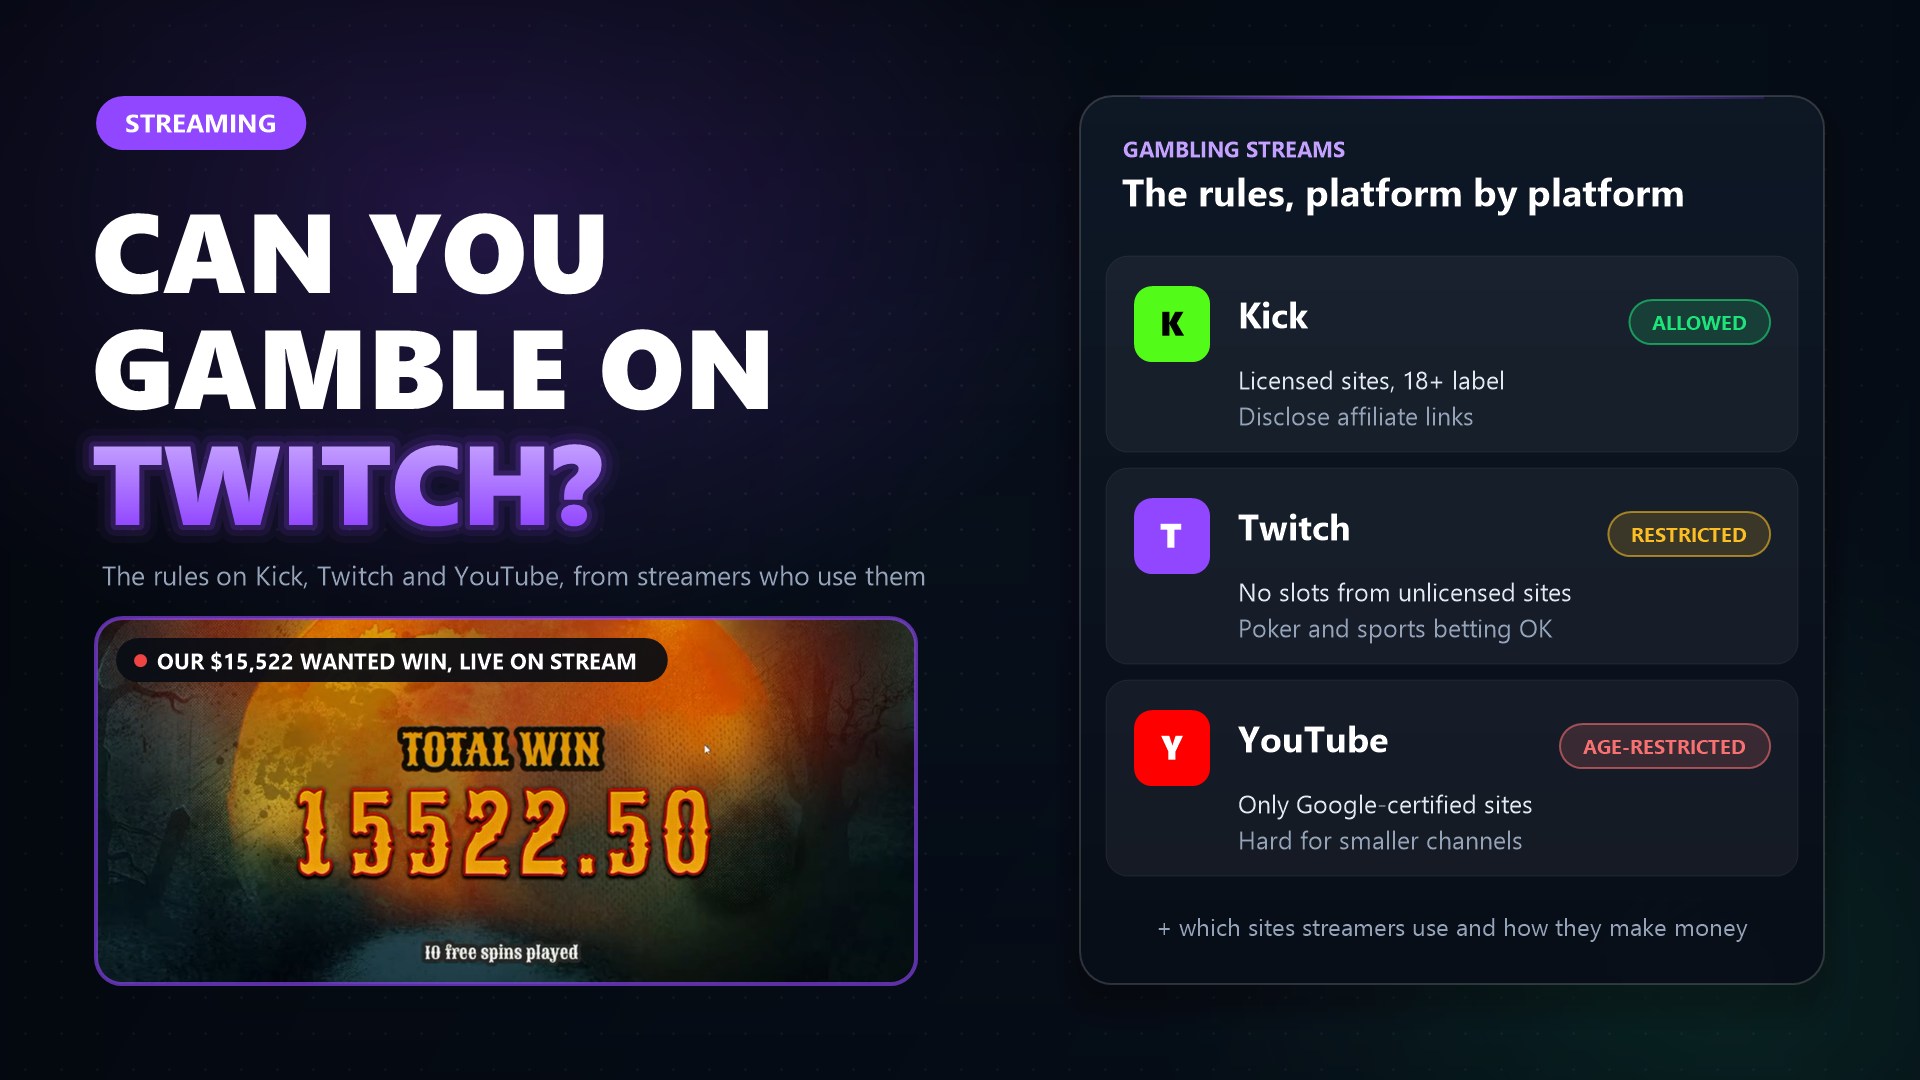 STREAMING
CAN YOU
GAMBLE ON
TWITCH?
The rules on Kick, Twitch and YouTube, from streamers who use them
OUR $15,522 WANTED WIN, LIVE ON STREAM
TOTAL WIN
15522.50
10 free spins played
GAMBLING STREAMS
The rules, platform by platform
K
Kick
ALLOWED
Licensed sites, 18+ label
Disclose affiliate links
T
Twitch
RESTRICTED
No slots from unlicensed sites
Poker and sports betting OK
Y
YouTube
AGE-RESTRICTED
Only Google-certified sites
Hard for smaller channels
+ which sites streamers use and how they make money